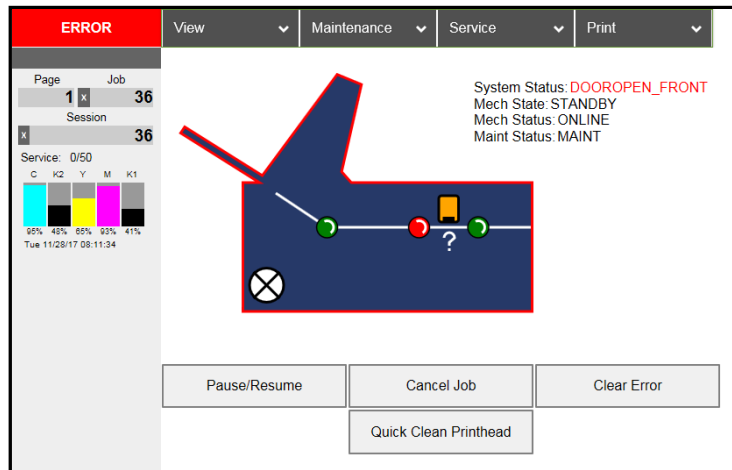 ERROR
View
Maintenance
Service
Print
Page Job
1 x 36
Session
x 36
Service: 0/50
C K2 Y M K1
95% 48% 65% 93% 41%
Tue 11/28/17 08:11:34
System Status: DOOROPEN_FRONT
Mech State: STANDBY
Mech Status: ONLINE
Maint Status: MAINT
?
Pause/Resume
Cancel Job
Clear Error
Quick Clean Printhead